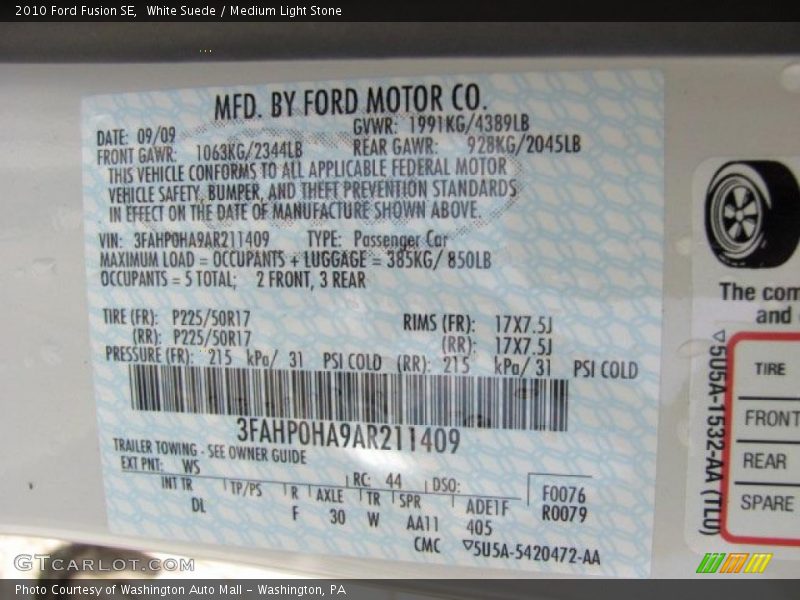 2010 Ford Fusion SE,  White Suede / Medium Light Stone
MFD. BY FORD MOTOR CO.
DATE: 09/09 GVWR: 1991KG/4389LB
FRONT GAWR: 1063KG/2344LB REAR GAWR: 928KG/2045LB
THIS VEHICLE CONFORMS TO ALL APPLICABLE FEDERAL MOTOR
VEHICLE SAFETY, BUMPER, AND THEFT PREVENTION STANDARDS
IN EFFECT ON THE DATE OF MANUFACTURE SHOWN ABOVE.
VIN: 3FAHP0HA9AR211409 TYPE: Passenger Car
MAXIMUM LOAD = OCCUPANTS + LUGGAGE = 385KG/ 850LB
OCCUPANTS = 5 TOTAL; 2 FRONT, 3 REAR
TIRE (FR): P225/50R17 RIMS (FR): 17X7.5J
(RR): P225/50R17 (RR): 17X7.5J
PRESSURE (FR): 215 kPa/ 31 PSI COLD (RR): 215 kPa/ 31 PSI COLD
3FAHP0HA9AR211409
TRAILER TOWING - SEE OWNER GUIDE
EXT PNT: WS RC: 44 DSO:
INT TR TP/PS R AXLE TR SPR ADE1F F0076
DL F 30 W AA11 405 R0079
CMC ▽5U5A-5420472-AA
The com
and
▽5U5A-1532-AA (TL0)
TIRE
FRONT
REAR
SPARE
GTCARLOT.COM
Photo Courtesy of Washington Auto Mall - Washington, PA